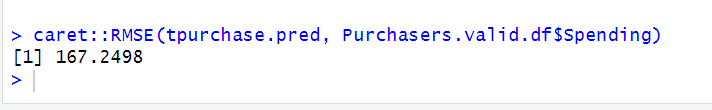 > caret::RMSE(tpurchase.pred, Purchasers.valid.df$Spending)
[1] 167.2498
>